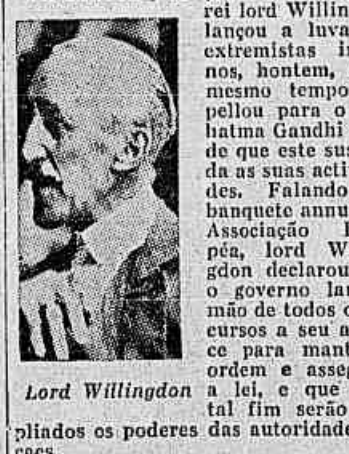 rei lord Willin
lançou a luva
extremistas i
nos, hontem,
mesmo tempo
pellou para o
hatma Gandhi
de que este sus
da as suas acti
des. Falando
banquete annu
Associação
péa, lord W
gdon declarou
o governo lan
mão de todos o
cursos a seu a
ce para mant
ordem e asseg
Lord Willingdon
a lei, e que
tal fim serão
pliados os poderes das autoridade